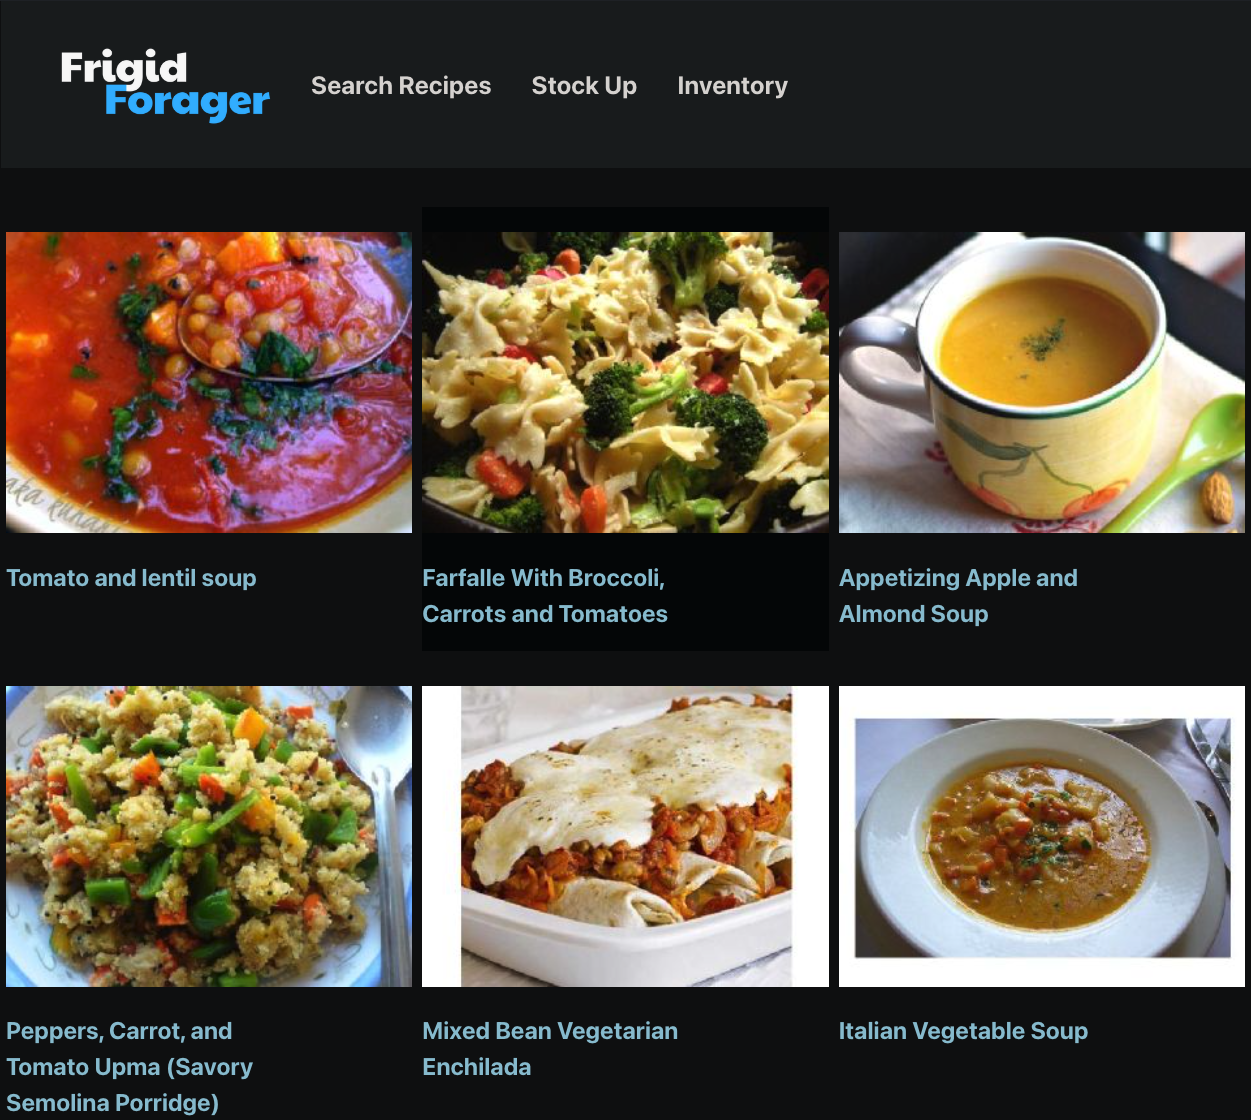 Frigid
Forager
Search Recipes Stock Up Inventory
Tomato and lentil soup
Farfalle With Broccoli,
Carrots and Tomatoes
Appetizing Apple and
Almond Soup
Peppers, Carrot, and
Tomato Upma (Savory
Semolina Porridge)
Mixed Bean Vegetarian
Enchilada
Italian Vegetable Soup